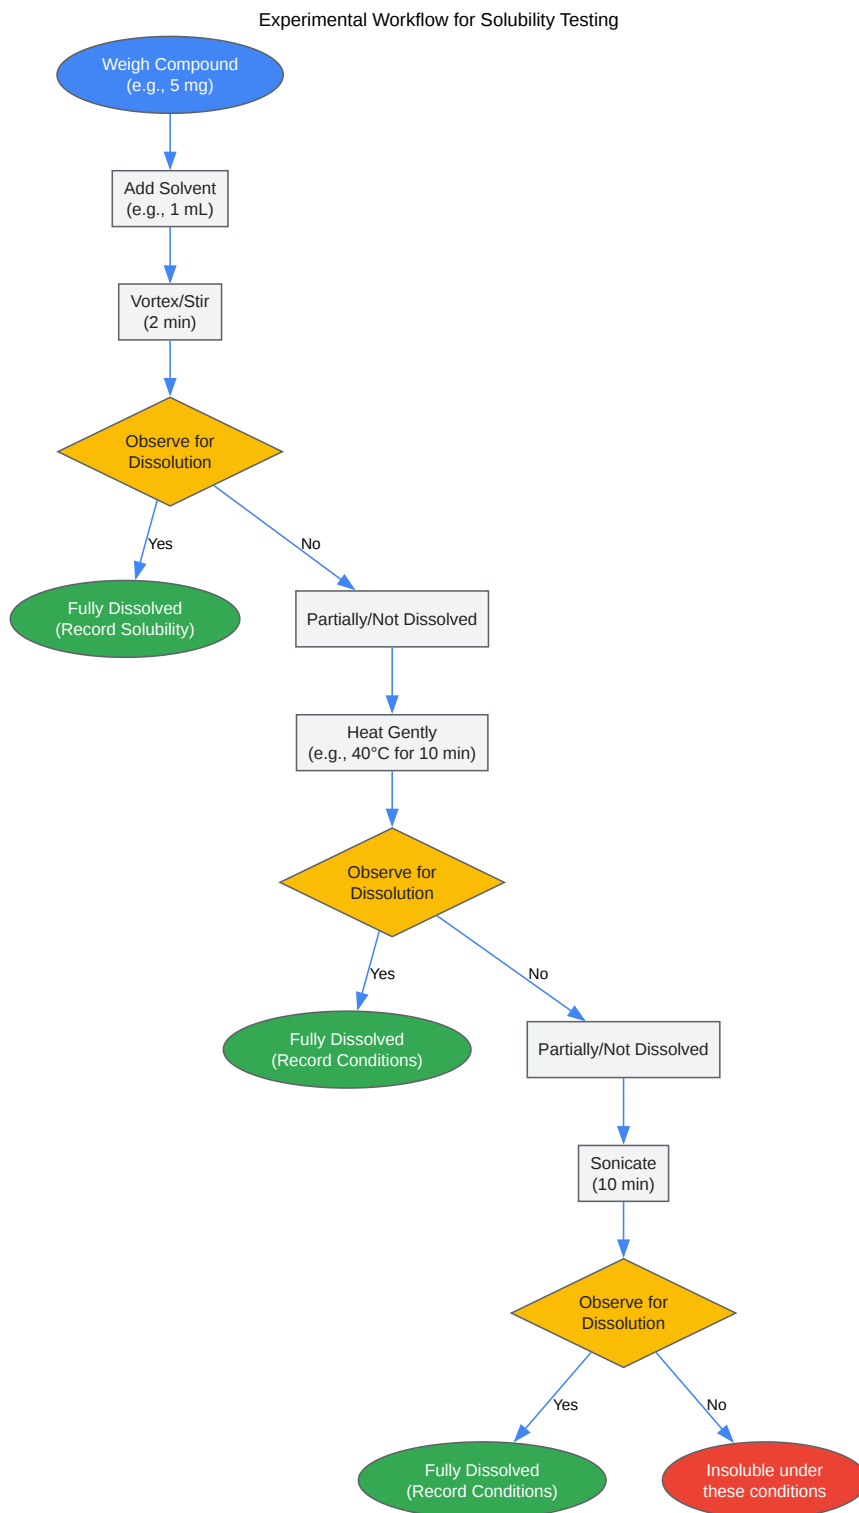 Experimental Workflow for Solubility Testing
Weigh Compound
(e.g., 5 mg)
Add Solvent
(e.g., 1 mL)
Vortex/Stir
(2 min)
Observe for
Dissolution
Yes
No
Fully Dissolved
(Record Solubility)
Partially/Not Dissolved
Heat Gently
(e.g., 40°C for 10 min)
Observe for
Dissolution
Yes
No
Fully Dissolved
(Record Conditions)
Partially/Not Dissolved
Sonicate
(10 min)
Observe for
Dissolution
Yes
No
Fully Dissolved
(Record Conditions)
Insoluble under
these conditions